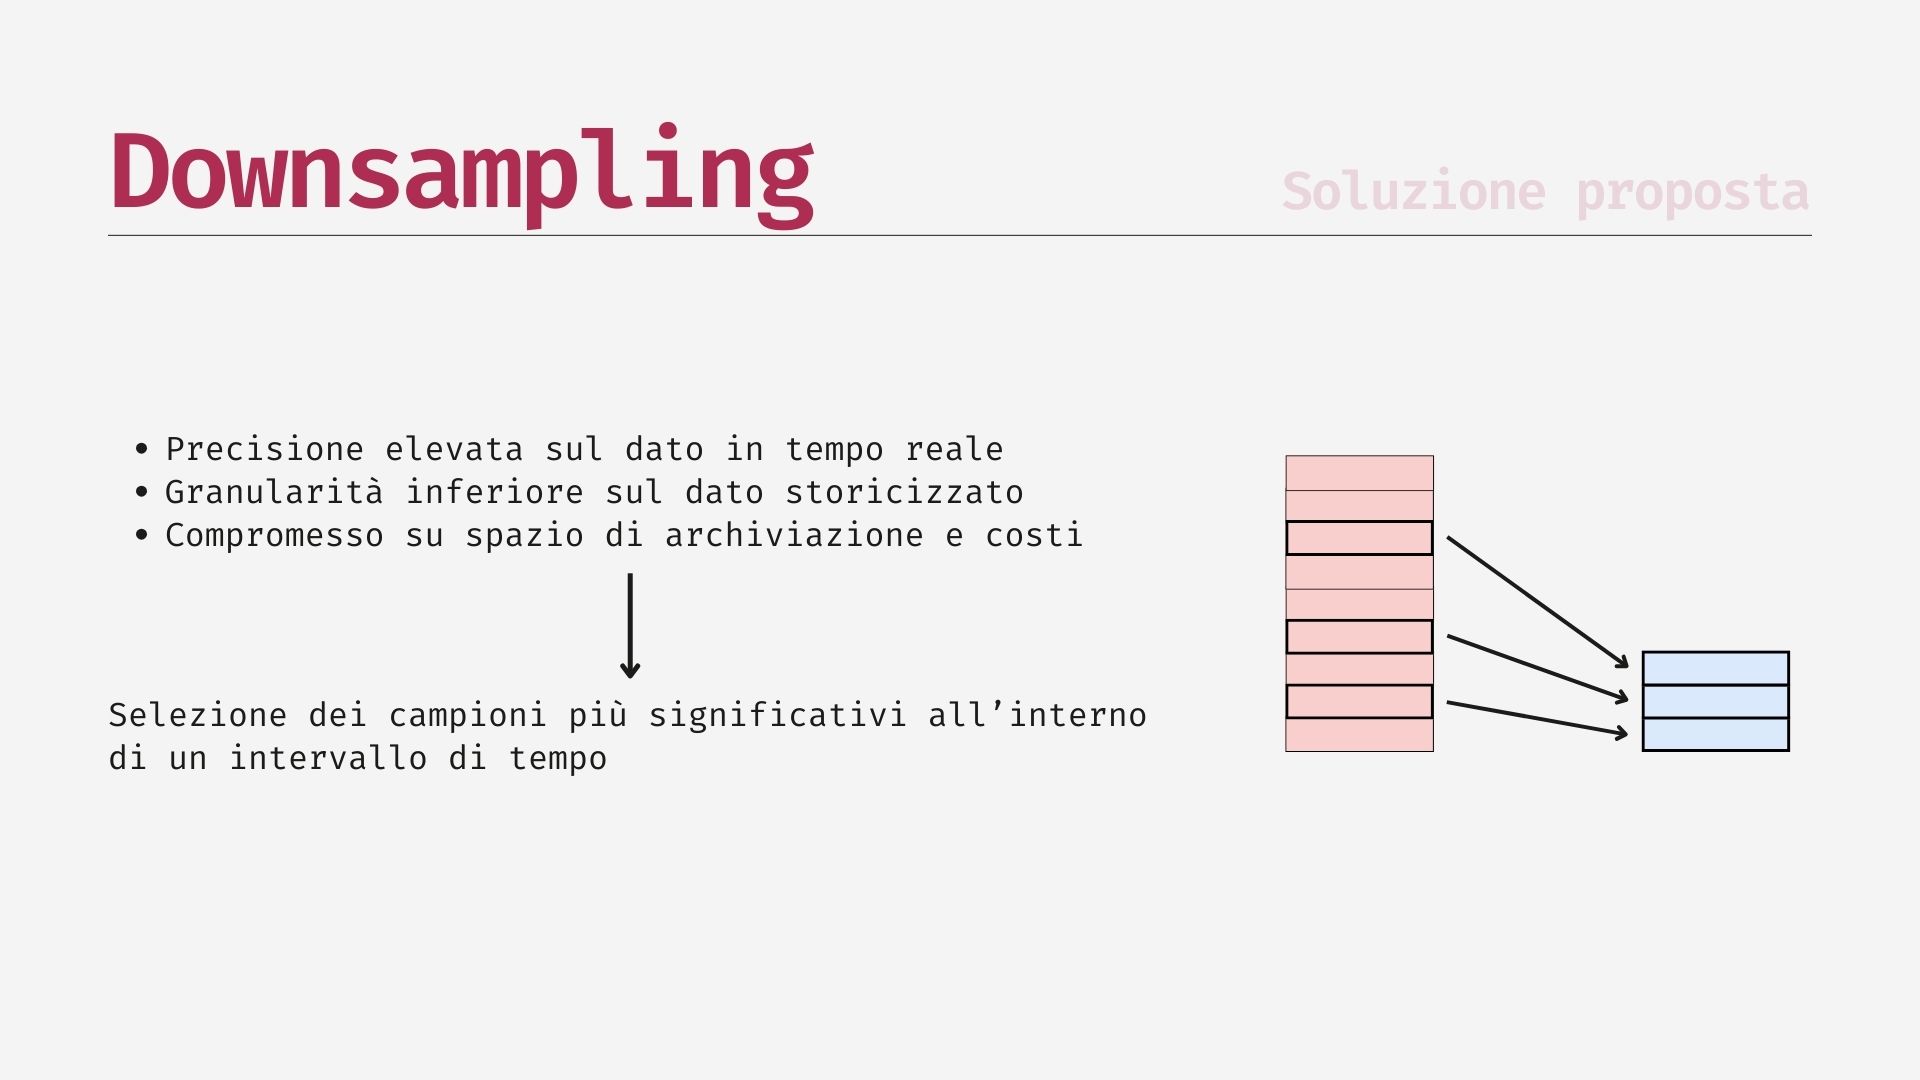 Downsampling
Soluzione proposta
• Precisione elevata sul dato in tempo reale
• Granularità inferiore sul dato storicizzato
• Compromesso su spazio di archiviazione e costi
Selezione dei campioni più significativi all’interno
di un intervallo di tempo